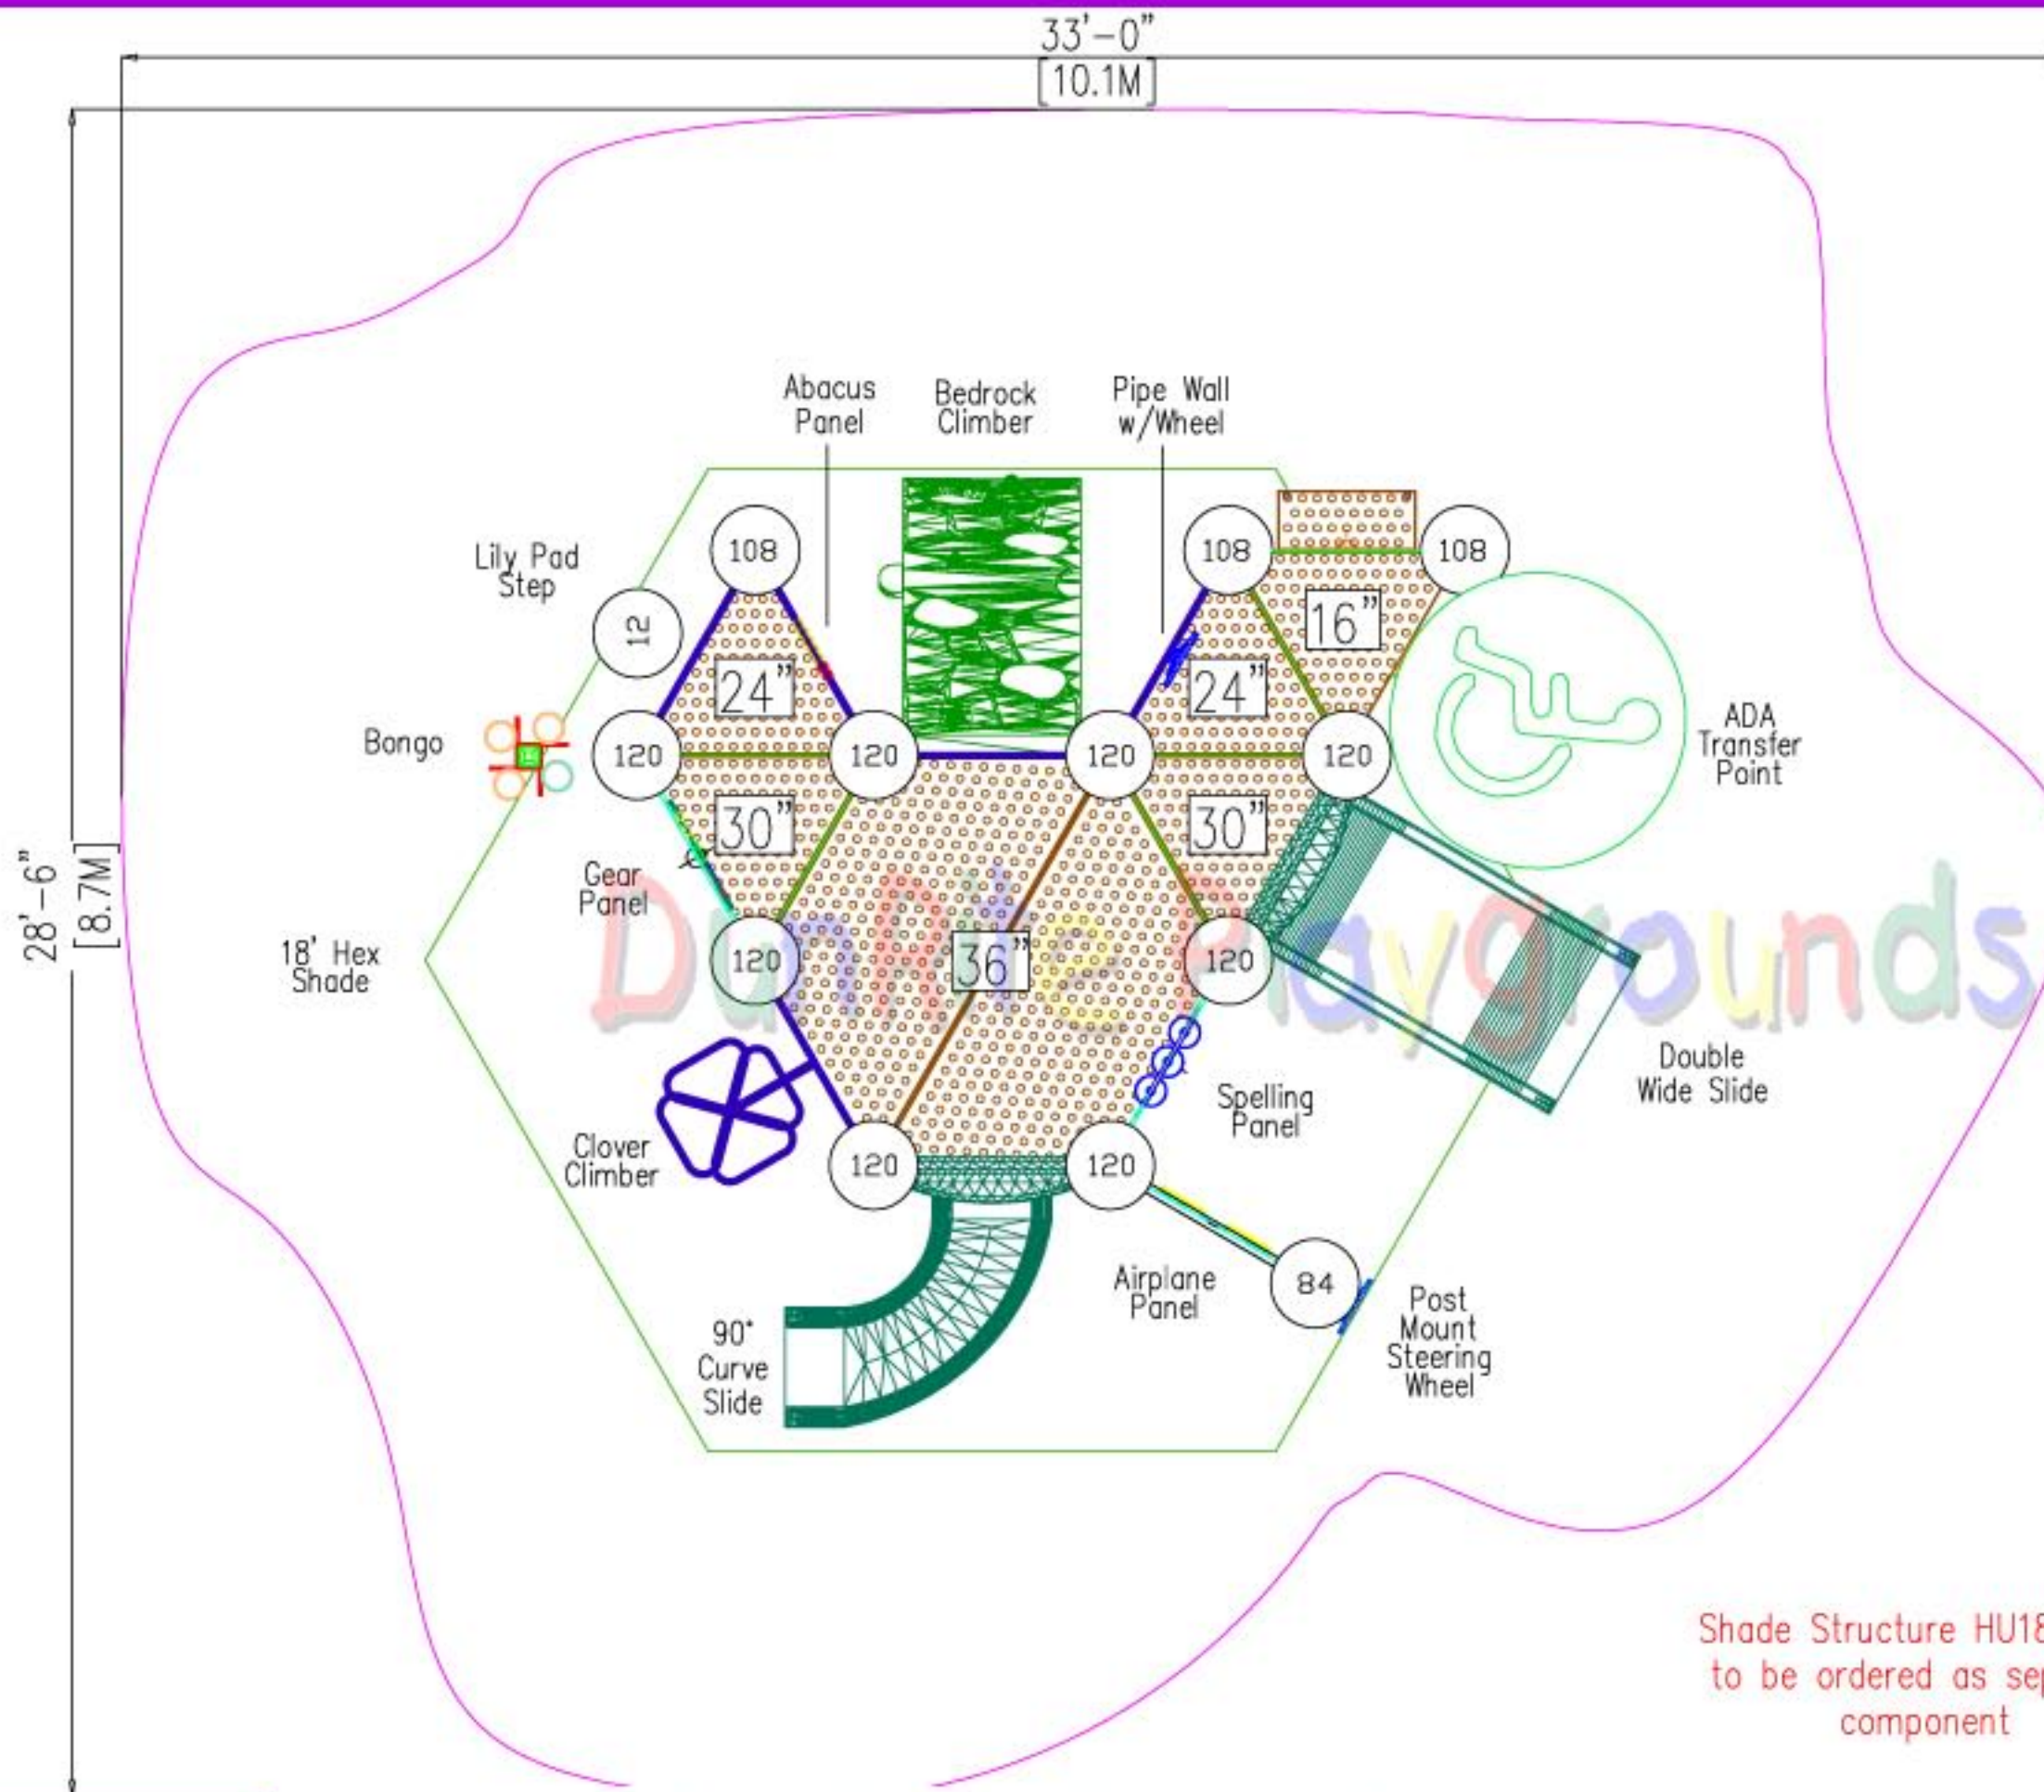 33'-0"
[10.1M]
28'-6"
[8.7M]
Abacus
Panel
Bedrock
Climber
Pipe Wall
w/Wheel
Lily Pad
Step
108
108
108
12
16"
24"
24"
Bongo
120
120
120
120
ADA
Transfer
Point
30"
30"
Gear
Panel
18' Hex
Shade
120
36"
120
DunRite Playgrounds
Double
Wide Slide
Spelling
Panel
Clover
Climber
120
120
Airplane
Panel
84
Post
Mount
Steering
Wheel
90°
Curve
Slide
Shade Structure
to be ordered as
component